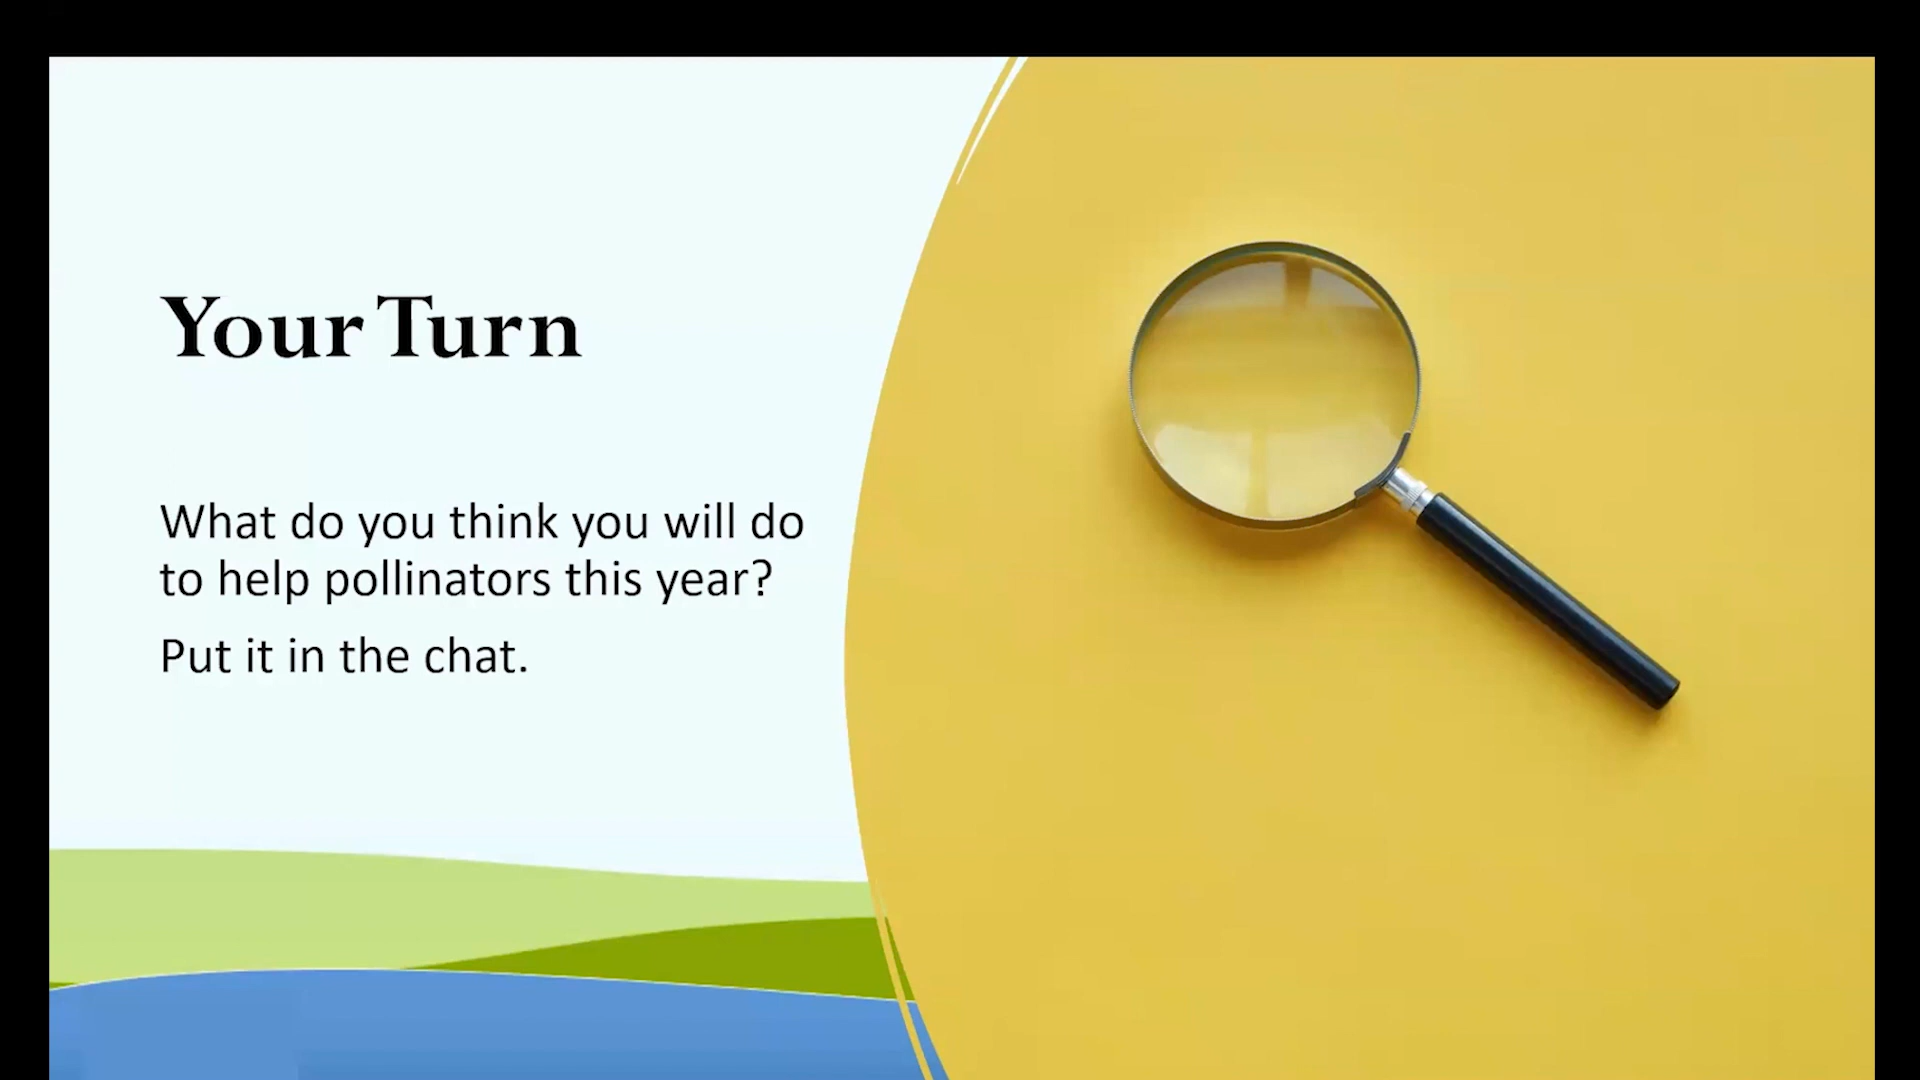 Your Turn
What do you think you will do
to help pollinators this year?
Put it in the chat.